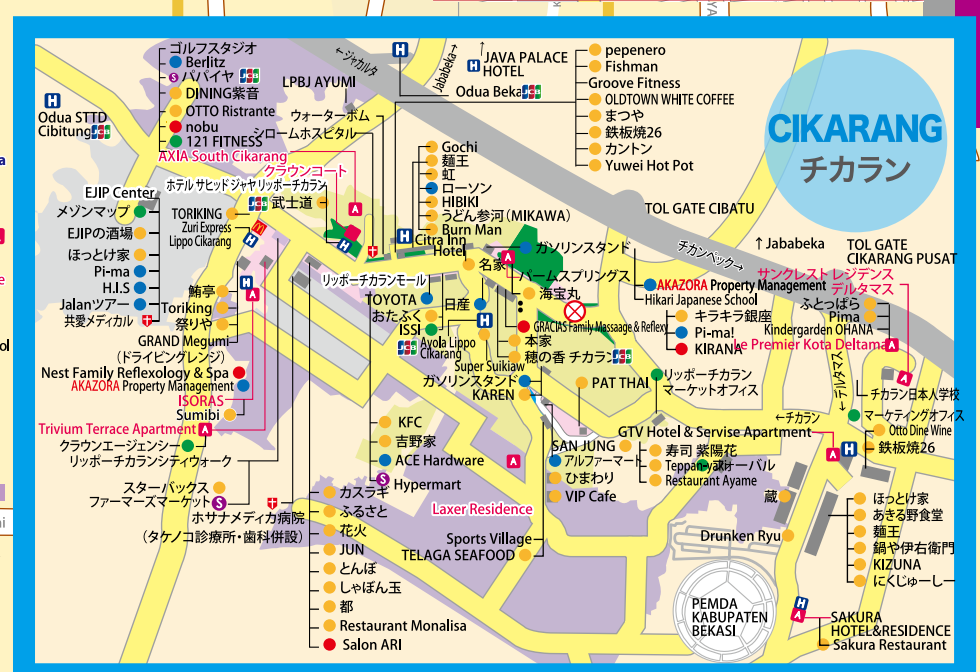 CIKARANG
チカラン
ゴルフスタジオ
Berlitz
パパイヤ JCB
DINING紫音
OTTO Ristrante
nobu
121 FITNESS
AXIA South Cikarang
クラウンコート
LPBJ AYUMI
ウォーターボム
シロームホスピタル
←ジャカルタ
Jababeka→
H
JAVA PALACE
HOTEL
Odua Beka JCB
pepenero
Fishman
Groove Fitness
OLDTOWN WHITE COFFEE
まつや
鉄板焼26
カントン
Yuwei Hot Pot
H
Odua STTD
Cibitung JCB
Gochi
麺王
虹
ローソン
HIBIKI
うどん参河(MIKAWA)
Burn Man
Citra Inn
Hotel
EJIP Center
メゾンマップ
EJIPの酒場
ほっとけ家
Pi-ma
H.I.S
Jalanツアー
共愛メディカル
ホテル サヒッド ジャヤ リッポーチカラン
JCB 武士道
TORIKING
Zuri Express
Lippo Cikarang
TOL GATE CIBATU
チカンペック→
↑Jababeka
TOL GATE
CIKARANG PUSAT
ガソリンスタンド
名家
パームスプリングス
海宝丸
リッポーチカランモール
TOYOTA
おたふく
ISSI
日産
JCB
Ayola Lippo
Cikarang
GRACIAS Family Massaage & Reflexy
本家
穂の香 チカラン JCB
Super Suikiaw
ガソリンスタンド
KAREN
AKAZORA Property Management
Hikari Japanese School
キラキラ銀座
Pi-ma!
KIRANA
サンクレスト レジデンス
デルタマス
ふとっぱら
Pima
Kindergarden OHANA
Le Premier Kota Deltamas
←デルタマス
鮪亭
Toriking
祭りや
GRAND Megumi
(ドライビングレンジ)
Nest Family Reflexology & Spa
AKAZORA Property Management
ISORAS
Sumibi
Trivium Terrace Apartment
クラウンエージェンシー
リッポーチカランシティウォーク
スターバックス
ファーマーズマーケット
ホサナメディカ病院
(タケノコ診療所・歯科併設)
PAT THAI
リッポーチカラン
マーケットオフィス
チカラン日本人学校
←チカラン
マーケティングオフィス
Otto Dine Wine
鉄板焼26
KFC
吉野家
ACE Hardware
Hypermart
GTV Hotel & Servise Apartment
SAN JUNG
アルファーマート
ひまわり
VIP Cafe
寿司 紫陽花
Restaurant Ayame
Laxer Residence
Sports Village
TELAGA SEAFOOD
カスラギ
ふるさと
花火
JUN
とんぼ
しゃぼん玉
都
Restaurant Monalisa
Salon ARI
蔵
Drunken Ryu
ほっとけ家
あきる野食堂
麺王
鍋や伊右衛門
KIZUNA
にくじゅーしー
PEMDA
KABUPATEN
BEKASI
SAKURA
HOTEL&RESIDENCE
Sakura Restaurant